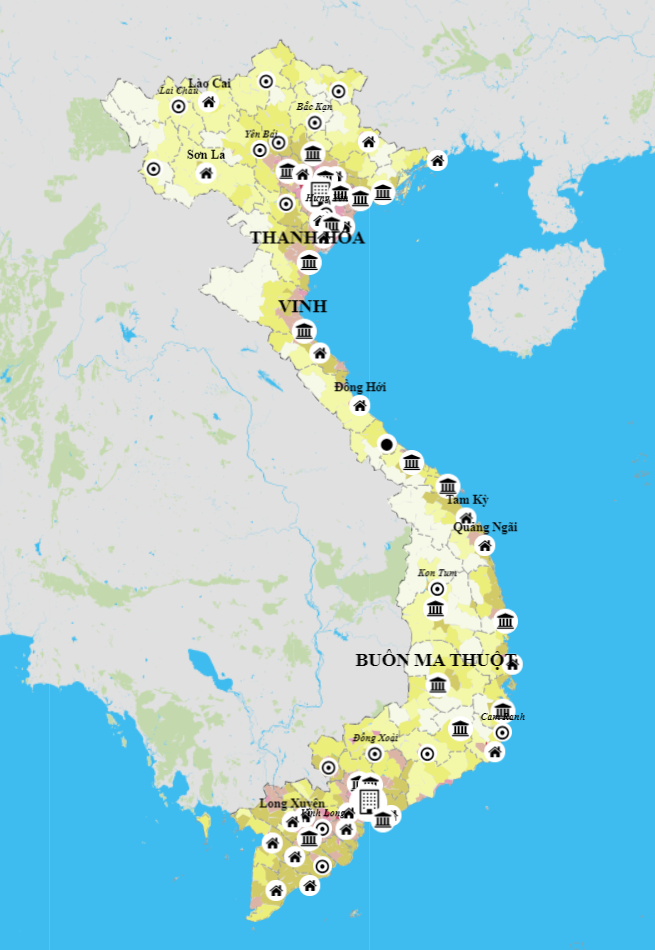 Lào Cai
Lai Châu
Bắc Kạn
Yên Bái
Sơn La
Hưng
THANH HÓA
VINH
Đồng Hới
Tam Kỳ
Quảng Ngãi
Kon Tum
BUÔN MA THUỘT
Cam Ranh
Đồng Xoài
Long Xuyên
Vĩnh Long